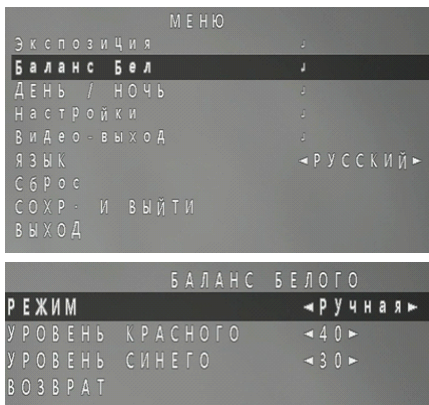 МЕНЮ
ЭкспозиЦия
Баланс Бел
ДЕНЬ / НОЧЬ
НастРойки
ВиДео-выхоД
ЯЗЫК ◄РУССКИЙ►
Сброс
СОХР- И ВЫЙТИ
ВЫХОД
БАЛАНС БЕЛОГО
РЕЖИМ ◄РУчная►
УРОВЕНЬ КРАСНОГО ◄40►
УРОВЕНЬ СИНЕГО ◄30►
ВОЗВРАТ